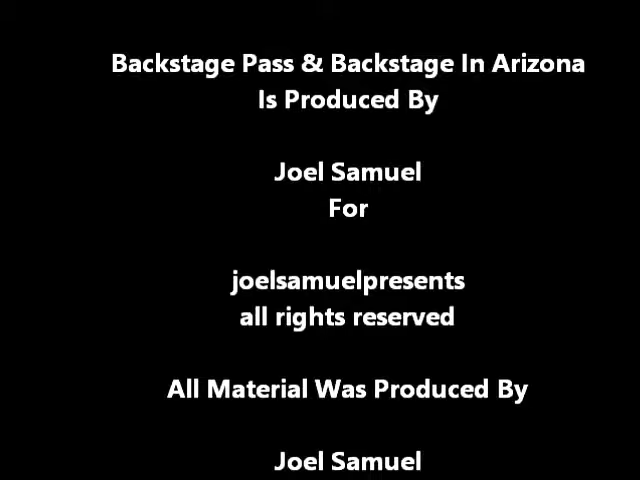 Backstage Pass & Backstage In Arizona
Is Produced By
Joel Samuel
For
joelsamuelpresents
all rights reserved
All Material Was Produced By
Joel Samuel